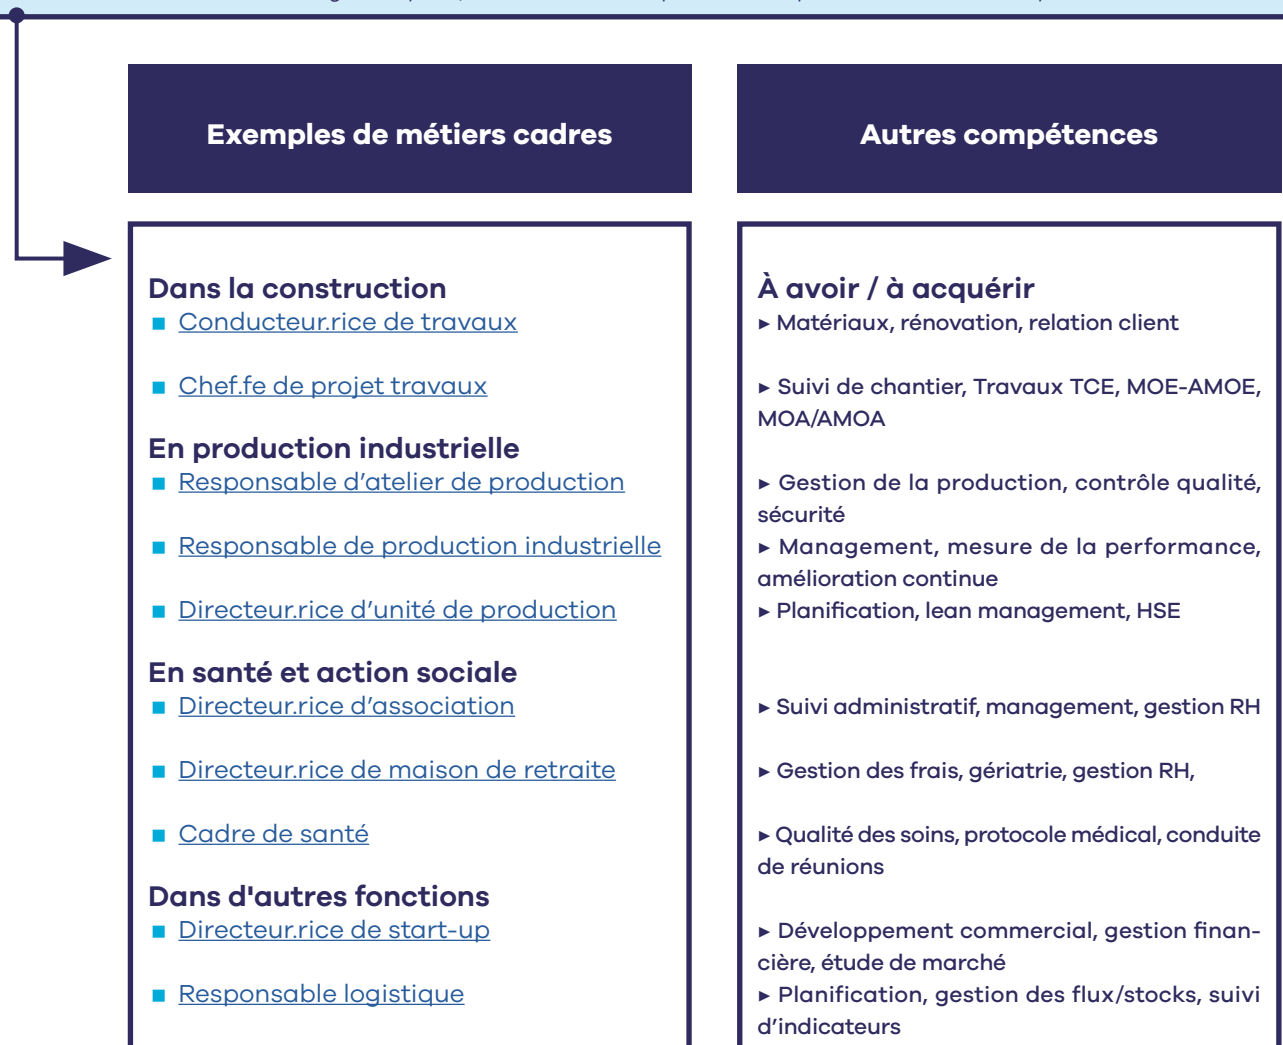 Exemples de métiers cadres
Autres compétences
Dans la construction
■ Conducteur.rice de travaux
■ Chef.fe de projet travaux
En production industrielle
■ Responsable d'atelier de production
■ Responsable de production industrielle
■ Directeur.rice d'unité de production
En santé et action sociale
■ Directeur.rice d'association
■ Directeur.rice de maison de retraite
■ Cadre de santé
Dans d'autres fonctions
■ Directeur.rice de start-up
■ Responsable logistique
À avoir / à acquérir
► Matériaux, rénovation, relation client
► Suivi de chantier, Travaux TCE, MOE-AMOE,
MOA/AMOA
► Gestion de la production, contrôle qualité,
sécurité
► Management, mesure de la performance,
amélioration continue
► Planification, lean management, HSE
► Suivi administratif, management, gestion RH
► Gestion des frais, gériatrie, gestion RH,
► Qualité des soins, protocole médical, conduite
de réunions
► Développement commercial, gestion finan-
cière, étude de marché
► Planification, gestion des flux/stocks, suivi
d'indicateurs